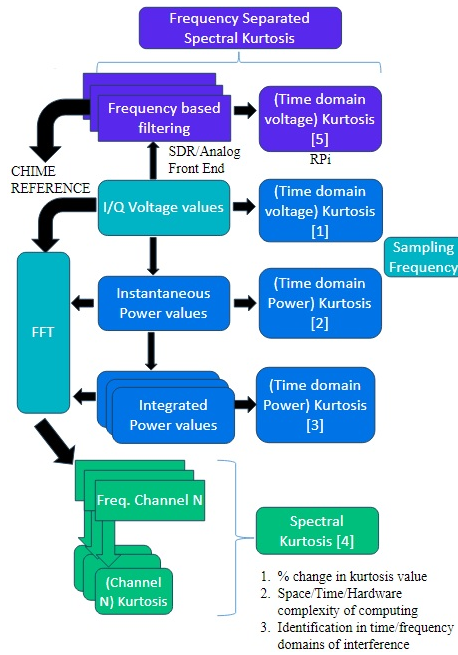 Frequency Separated
Spectral Kurtosis
Frequency based
filtering
(Time domain
voltage) Kurtosis
[5]
SDR/Analog
Front End
RPi
CHIME
REFERENCE
I/Q Voltage values
(Time domain
voltage) Kurtosis
[1]
Sampling
Frequency
Instantaneous
Power values
(Time domain
Power) Kurtosis
[2]
FFT
Integrated
Power values
(Time domain
Power) Kurtosis
[3]
Freq. Channel N
Spectral
Kurtosis [4]
(Channel
N) Kurtosis
1. % change in kurtosis value
2. Space/Time/Hardware
complexity of computing
3. Identification in time/frequency
domains of interference